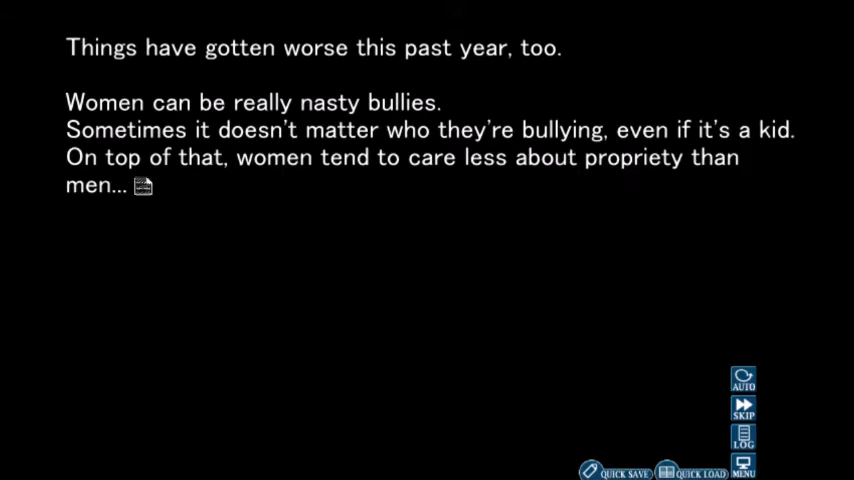 Things have gotten worse this past year, too.
Women can be really nasty bullies.
Sometimes it doesn't matter who they're bullying, even if it's a kid.
On top of that, women tend to care less about propriety than
men...
AUTO
SKIP
LOG
MENU
QUICK SAVE
QUICK LOAD